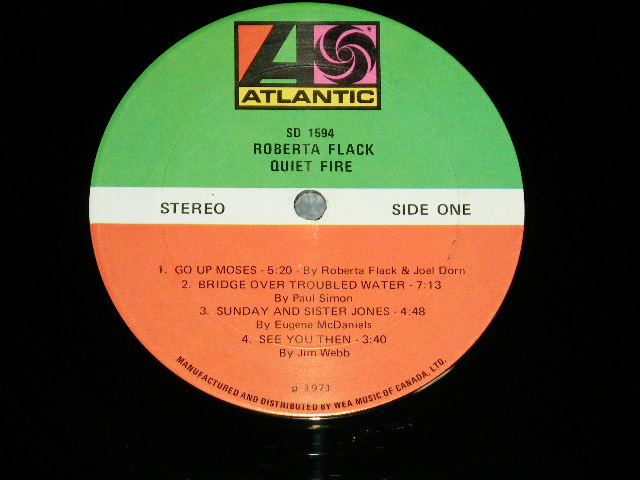 ATLANTIC
SD 1594
ROBERTA FLACK
QUIET FIRE
STEREO
SIDE ONE
1. GO UP MOSES - 5:20 - By Roberta Flack & Joel Dorn
2. BRIDGE OVER TROUBLED WATER - 7:13
By Paul Simon
3. SUNDAY AND SISTER JONES - 4:48
By Eugene McDaniels
4. SEE YOU THEN - 3:40
By Jim Webb
p 1971
MANUFACTURED AND DISTRIBUTED BY WEA MUSIC OF CANADA, LTD.